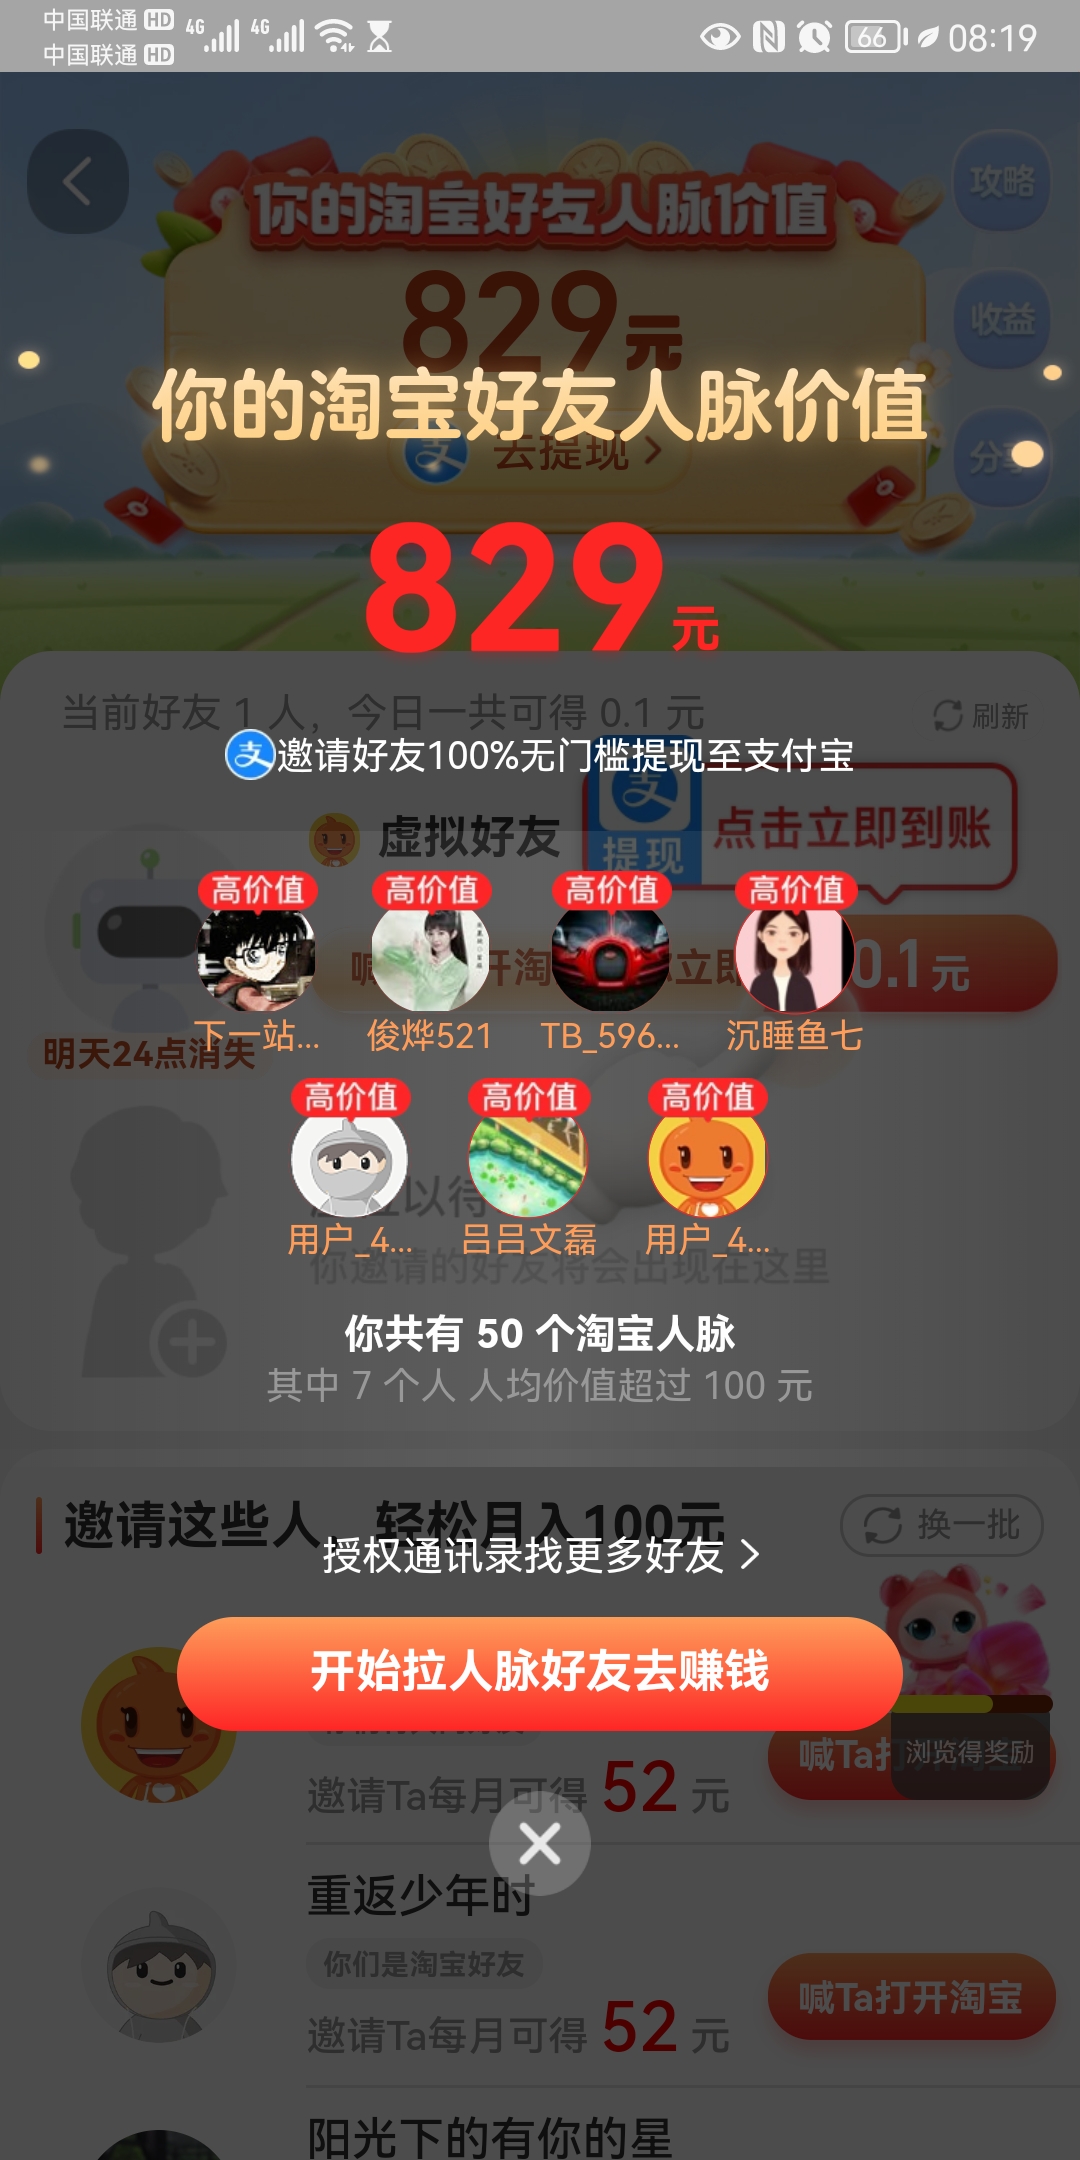 中国联通 HD 4G 4G 66 08:19
中国联通 HD
你的淘宝好友人脉价值
攻略
829元
收益
你的淘宝好友人脉价值
去提现
分享
829元
当前好友 1 人，今日一共可得 0.1 元
刷新
邀请好友100%无门槛提现至支付宝
虚拟好友
提现
点击立即到账
高价值 高价值 高价值 高价值
0.1元
下一站... 俊烨521 TB_596... 沉睡鱼七
明天24点消失
高价值 高价值 高价值
用户_4... 吕吕文磊 用户_4...
你邀请的好友将会出现在这里
你共有 50 个淘宝人脉
其中 7 个人 人均价值超过 100 元
邀请这些人，轻松月入100元
换一批
授权通讯录找更多好友
开始拉人脉好友去赚钱
喊Ta打
浏览得奖励
邀请Ta每月可得 52 元
重返少年时
你们是淘宝好友
喊Ta打开淘宝
邀请Ta每月可得 52 元
阳光下的有你的星